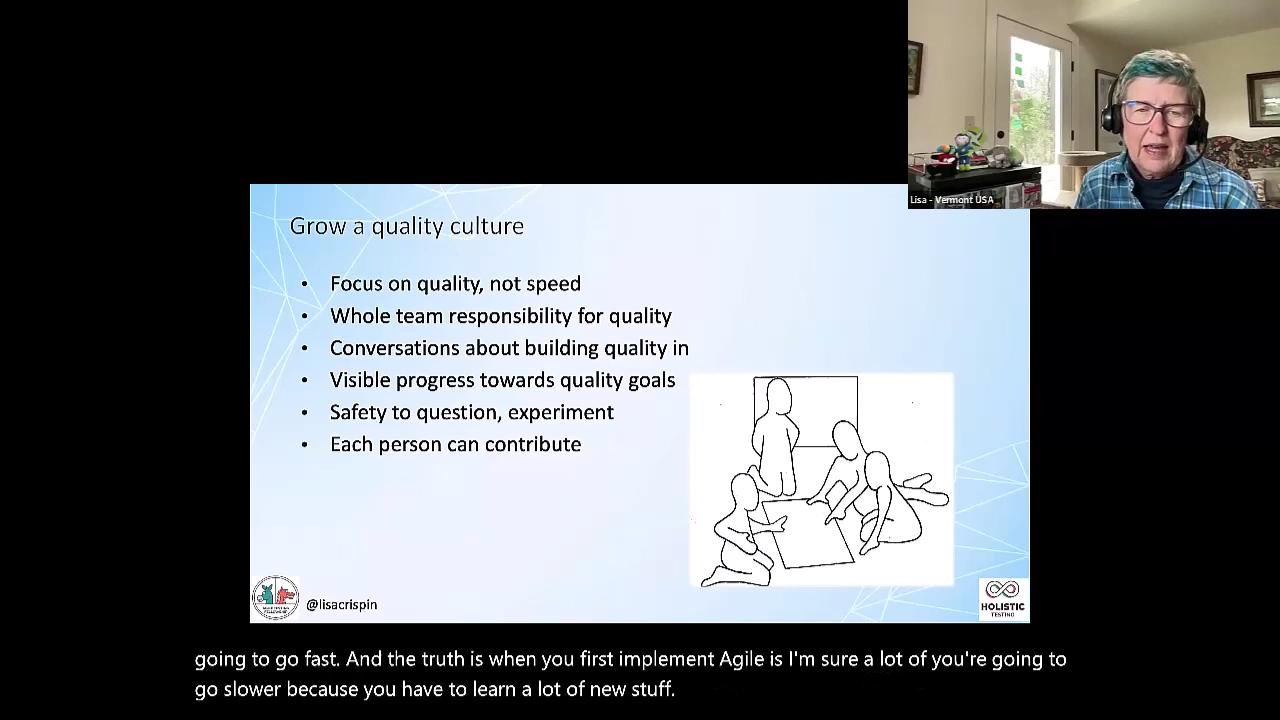 Lisa - Vermont USA
Grow a quality culture
• Focus on quality, not speed
• Whole team responsibility for quality
• Conversations about building quality in
• Visible progress towards quality goals
• Safety to question, experiment
• Each person can contribute
@lisacrispin
HOLISTIC
TESTING
going to go fast. And the truth is when you first implement Agile is I'm sure a lot of you're going to
go slower because you have to learn a lot of new stuff.